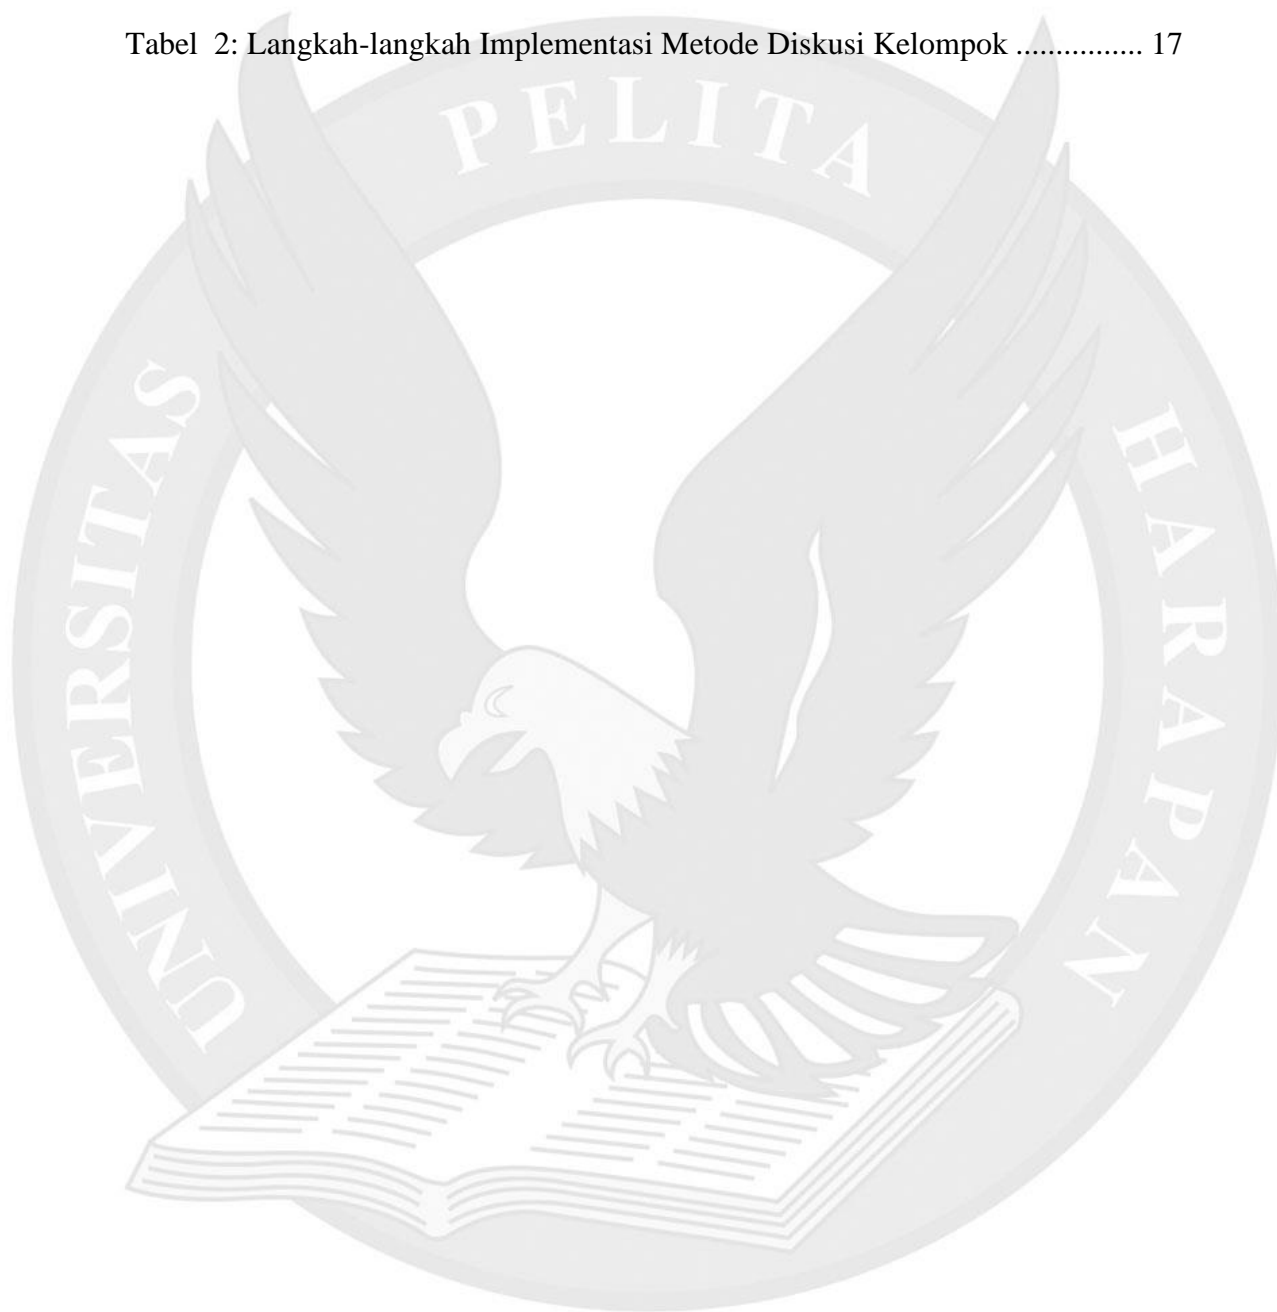 Tabel  2: Langkah-langkah Implementasi Metode Diskusi Kelompok ................ 17
UNIVERSITAS PELITA HARAPAN